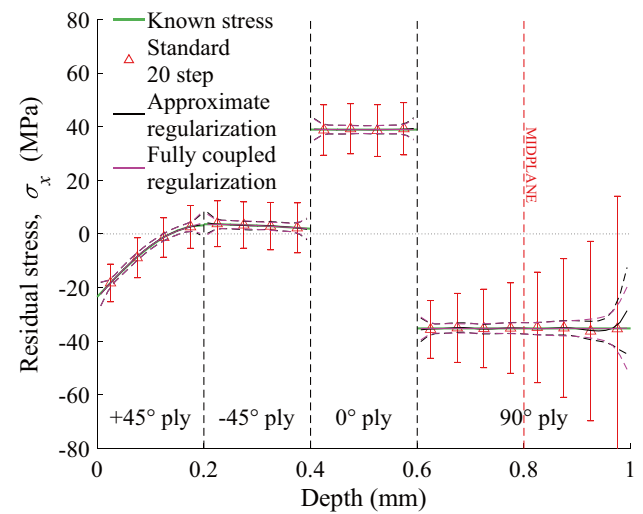 80
60
40
20
0
-20
-40
-60
-80
Residual stress, σx (MPa)
Known stress
Standard
20 step
Approximate
regularization
Fully coupled
regularization
MIDPLANE
+45° ply
-45° ply
0° ply
90° ply
0
0.2
0.4
0.6
0.8
1
Depth (mm)